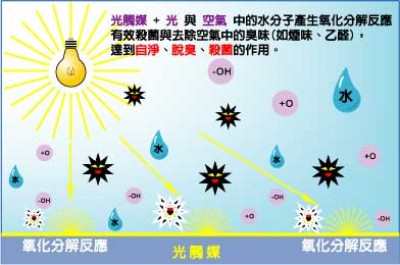 光觸媒 + 光 與 空氣 中的水分子產生氧化分解反應
有效殺菌與去除空氣中的臭味(如煙味、乙醛)，
達到自淨、脫臭、殺菌的作用。
-OH
+O
水
水
+O
水
-OH
+O
水
-OH
水
+O
-OH
氧化分解反應
光觸媒
氧化分解反應